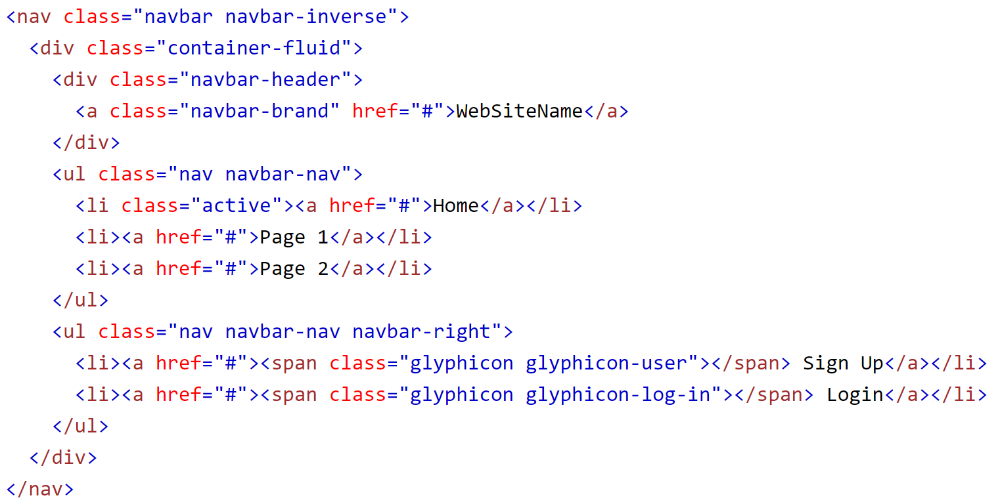 <nav class="navbar navbar-inverse">
  <div class="container-fluid">
    <div class="navbar-header">
      <a class="navbar-brand" href="#">WebSiteName</a>
    </div>
    <ul class="nav navbar-nav">
      <li class="active"><a href="#">Home</a></li>
      <li><a href="#">Page 1</a></li>
      <li><a href="#">Page 2</a></li>
    </ul>
    <ul class="nav navbar-nav navbar-right">
      <li><a href="#"><span class="glyphicon glyphicon-user"></span> Sign Up</a></li>
      <li><a href="#"><span class="glyphicon glyphicon-log-in"></span> Login</a></li>
    </ul>
  </div>
</nav>